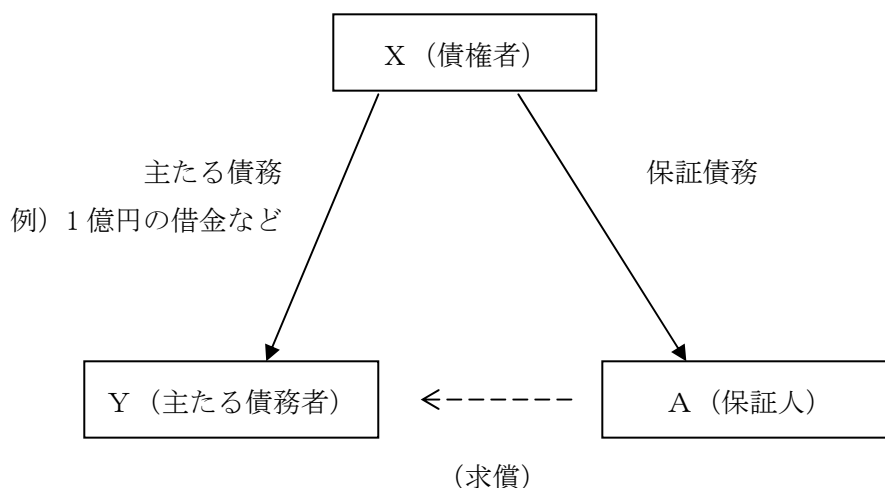 X（債権者）
主たる債務
例）1億円の借金など
保証債務
Y（主たる債務者）
A（保証人）
（求償）